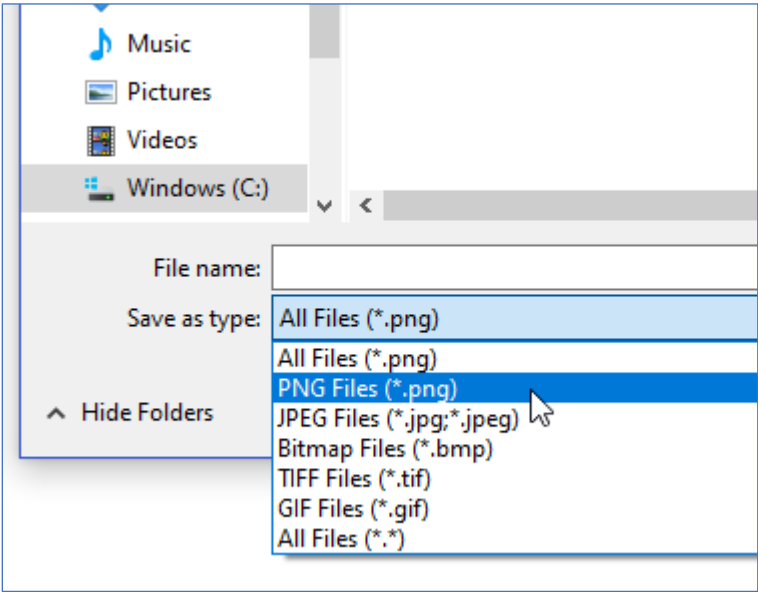 Music
Pictures
Videos
Windows (C:)
File name:
Save as type: All Files (*.png)
All Files (*.png)
PNG Files (*.png)
Hide Folders
JPEG Files (*.jpg;*.jpeg)
Bitmap Files (*.bmp)
TIFF Files (*.tif)
GIF Files (*.gif)
All Files (*.*)